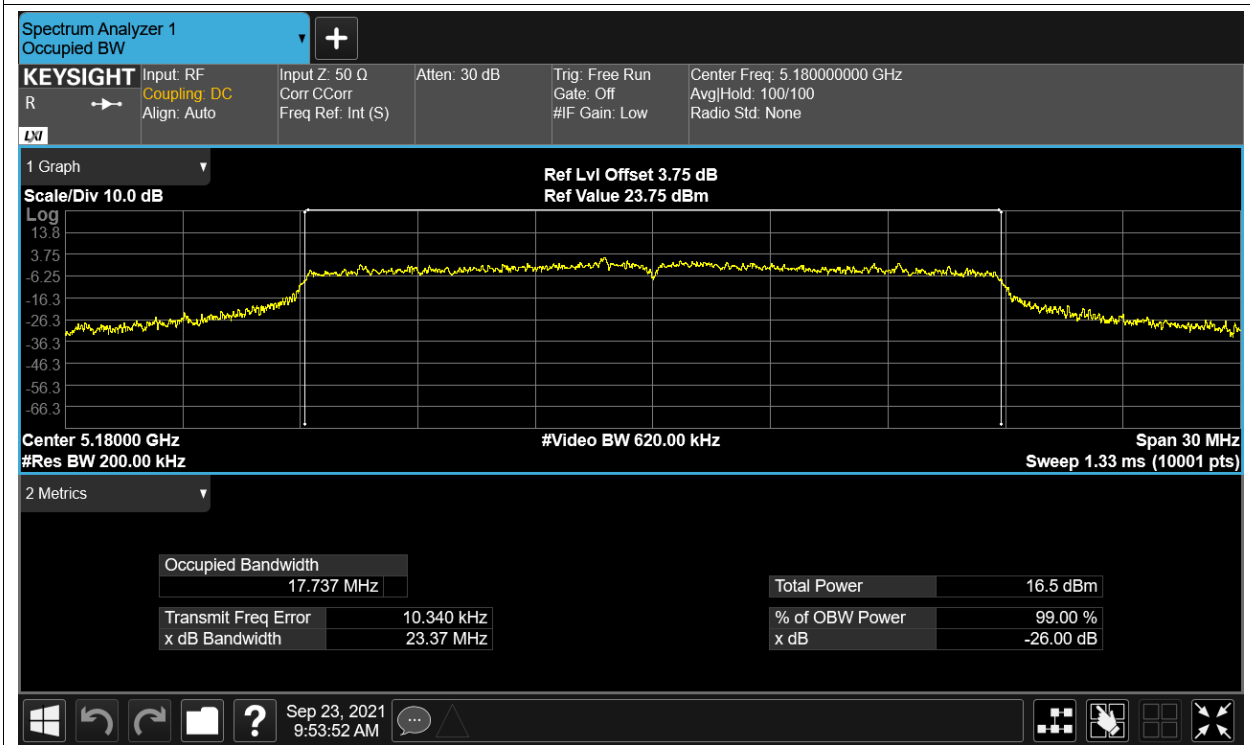 Spectrum Analyzer 1
Occupied BW
KEYSIGHT
R
LXI
Input: RF
Coupling: DC
Align: Auto
Input Z: 50 Ω
Corr CCorr
Freq Ref: Int (S)
Atten: 30 dB
Trig: Free Run
Gate: Off
#IF Gain: Low
Center Freq: 5.180000000 GHz
Avg|Hold: 100/100
Radio Std: None
1 Graph
Scale/Div 10.0 dB
Ref Lvl Offset 3.75 dB
Ref Value 23.75 dBm
Log
13.8
3.75
-6.25
-16.3
-26.3
-36.3
-46.3
-56.3
-66.3
Center 5.18000 GHz
#Video BW 620.00 kHz
Span 30 MHz
#Res BW 200.00 kHz
Sweep 1.33 ms (10001 pts)
2 Metrics
Occupied Bandwidth
17.737 MHz
Total Power 16.5 dBm
Transmit Freq Error 10.340 kHz
% of OBW Power 99.00 %
x dB Bandwidth 23.37 MHz
x dB -26.00 dB
?
Sep 23, 2021
9:53:52 AM